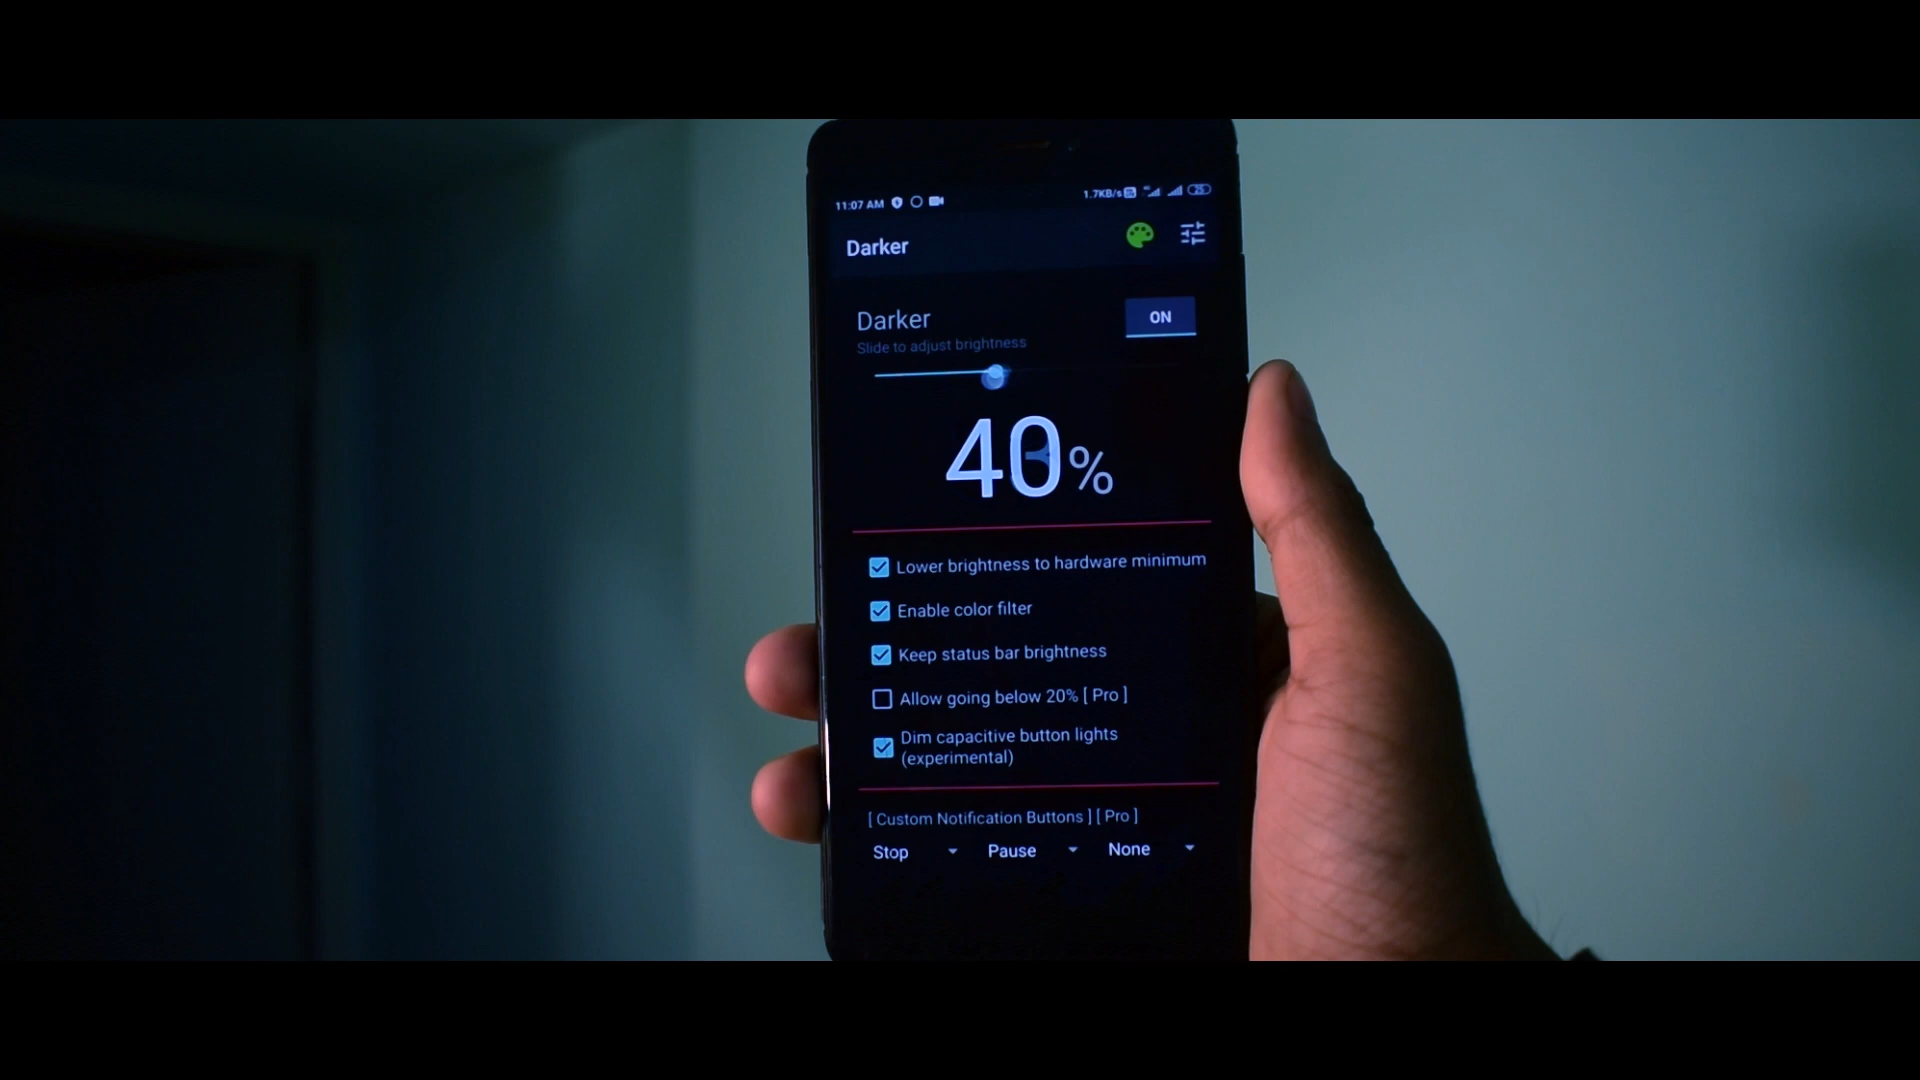 11:07 AM 1.7KB/s 25
Darker
Darker ON
Slide to adjust brightness
40%
Lower brightness to hardware minimum
Enable color filter
Keep status bar brightness
Allow going below 20% [ Pro ]
Dim capacitive button lights
(experimental)
[ Custom Notification Buttons ] [ Pro ]
Stop Pause None